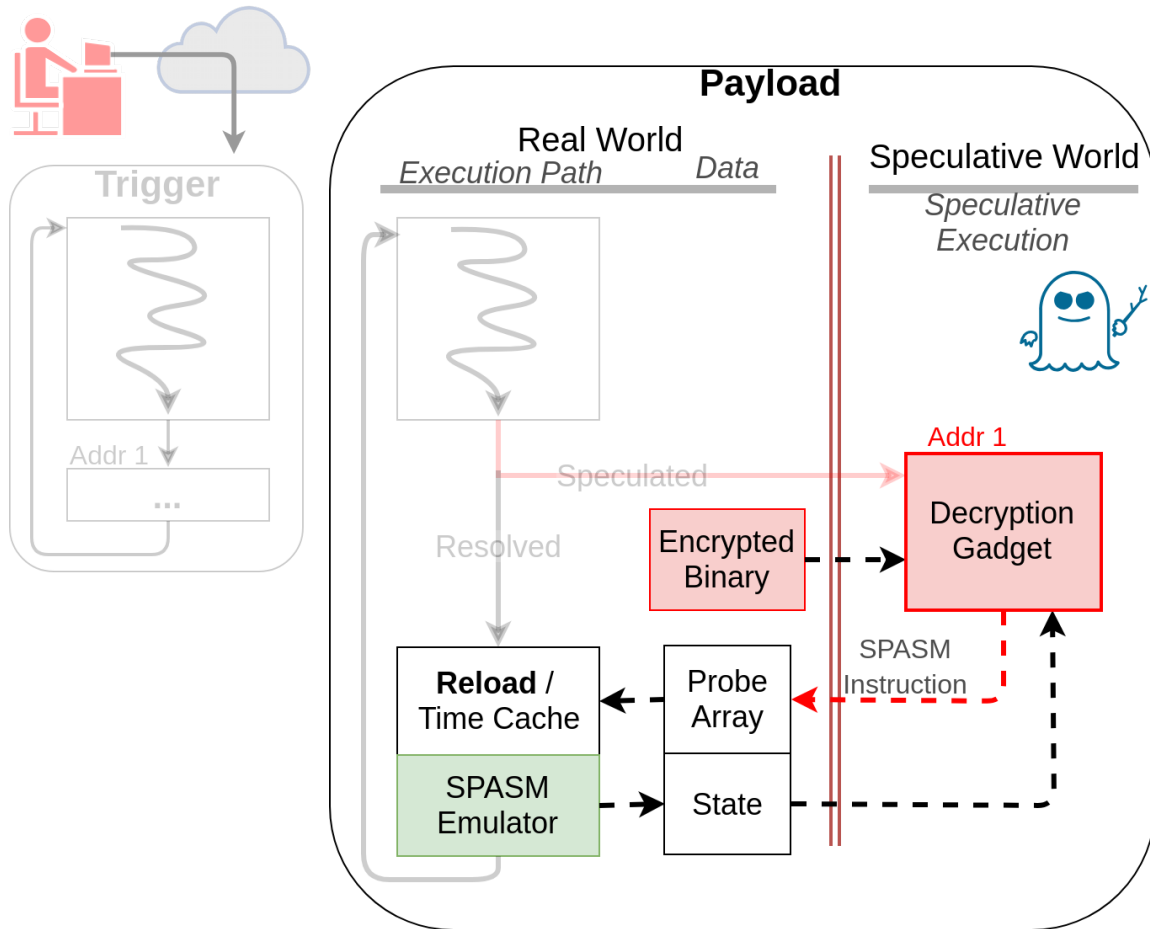 Payload
Real World
Execution Path
Data
Speculative World
Speculative
Execution
Trigger
Addr 1
...
Speculated
Resolved
Addr 1
Decryption
Gadget
Encrypted
Binary
SPASM
Instruction
Reload /
Time Cache
Probe
Array
SPASM
Emulator
State